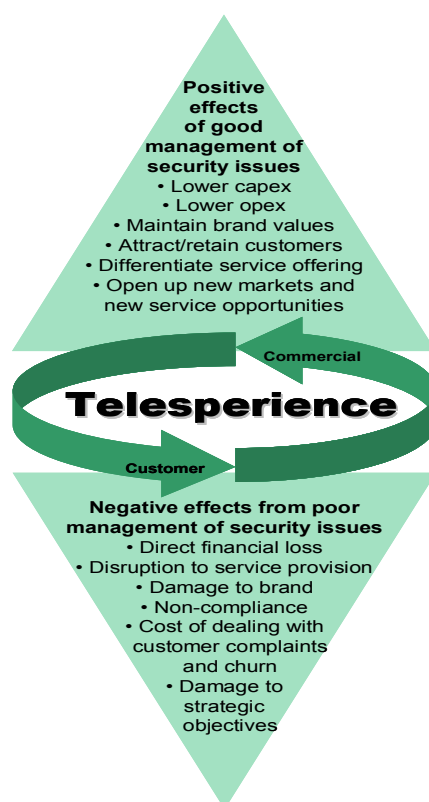 Positive
effects
of good
management of
security issues
• Lower capex
• Lower opex
• Maintain brand values
• Attract/retain customers
• Differentiate service offering
• Open up new markets and
new service opportunities
Commercial
Telesperience
Customer
Negative effects from poor
management of security issues
• Direct financial loss
• Disruption to service provision
• Damage to brand
• Non-compliance
• Cost of dealing with
customer complaints
and churn
• Damage to
strategic
objectives